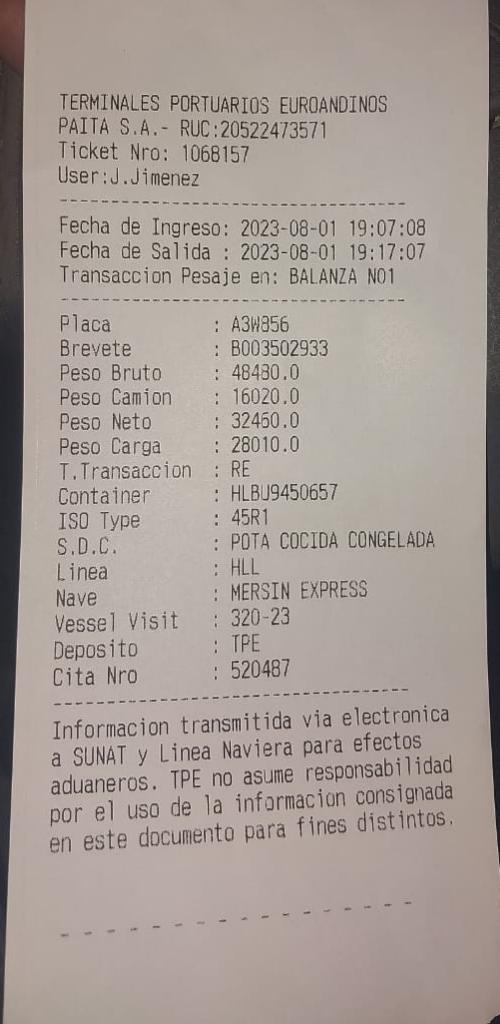 TERMINALES PORTUARIOS EUROANDINOS
PAITA S.A.- RUC:20522473571
Ticket Nro: 1068157
User:J.Jimenez
--------------------------------
Fecha de Ingreso: 2023-08-01 19:07:08
Fecha de Salida : 2023-08-01 19:17:07
Transaccion Pesaje en: BALANZA NO1
--------------------------------
Placa : A3W856
Brevete : B003502933
Peso Bruto : 48480.0
Peso Camion : 16020.0
Peso Neto : 32460.0
Peso Carga : 28010.0
T.Transaccion : RE
Container : HLBU9450657
ISO Type : 45R1
S.D.C. : POTA COCIDA CONGELADA
Linea : HLL
Nave : MERSIN EXPRESS
Vessel Visit : 320-23
Deposito : TPE
Cita Nro : 520487
--------------------------------
Informacion transmitida via electronica
a SUNAT y Linea Naviera para efectos
aduaneros. TPE no asume responsabilidad
por el uso de la informacion consignada
en este documento para fines distintos.
- - - - - - - - - - - - - - - -